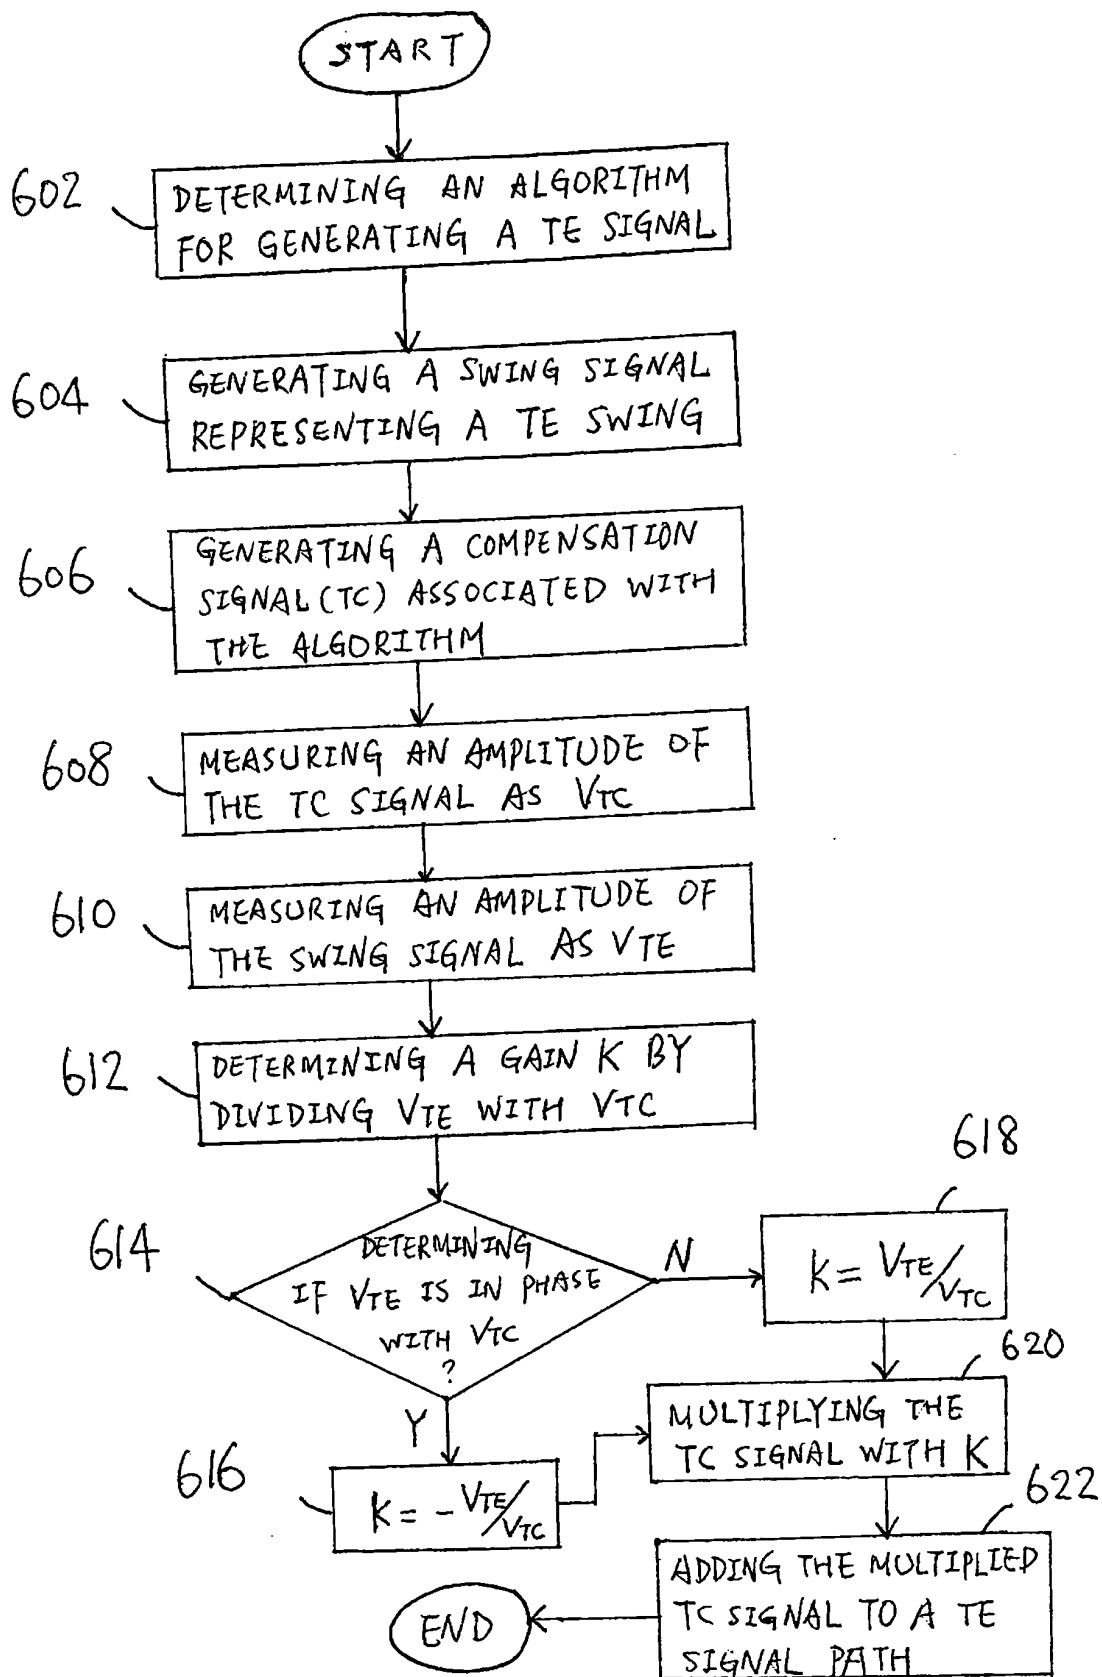 START
602
DETERMINING AN ALGORITHM
FOR GENERATING A TE SIGNAL
604
GENERATING A SWING SIGNAL
REPRESENTING A TE SWING
606
GENERATING A COMPENSATION
SIGNAL (TC) ASSOCIATED WITH
THE ALGORITHM
608
MEASURING AN AMPLITUDE OF
THE TC SIGNAL AS VTC
610
MEASURING AN AMPLITUDE OF
THE SWING SIGNAL AS VTE
612
DETERMINING A GAIN K BY
DIVIDING VTE WITH VTC
614
DETERMINING
IF VTE IS IN PHASE
WITH VTC
?
N
618
K = VTE/VTC
Y
616
K = -VTE/VTC
620
MULTIPLYING THE
TC SIGNAL WITH K
622
ADDING THE MULTIPLIED
TC SIGNAL TO A TE
SIGNAL PATH
END